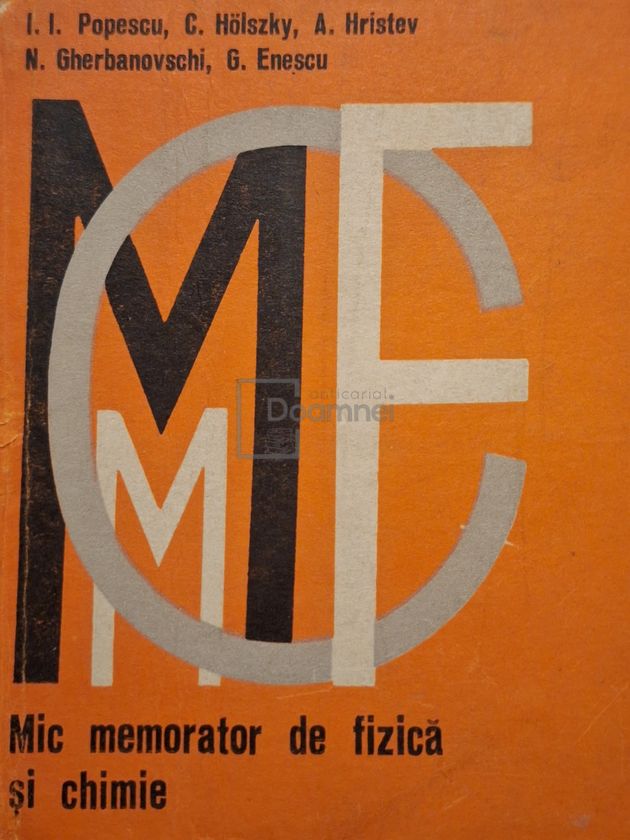 I. I. Popescu, C. Hölszky, A. Hristev
N. Gherbanovschi, G. Enescu
M
C
F
M
anticariat
Doamnei
Mic memorator de fizică
și chimie